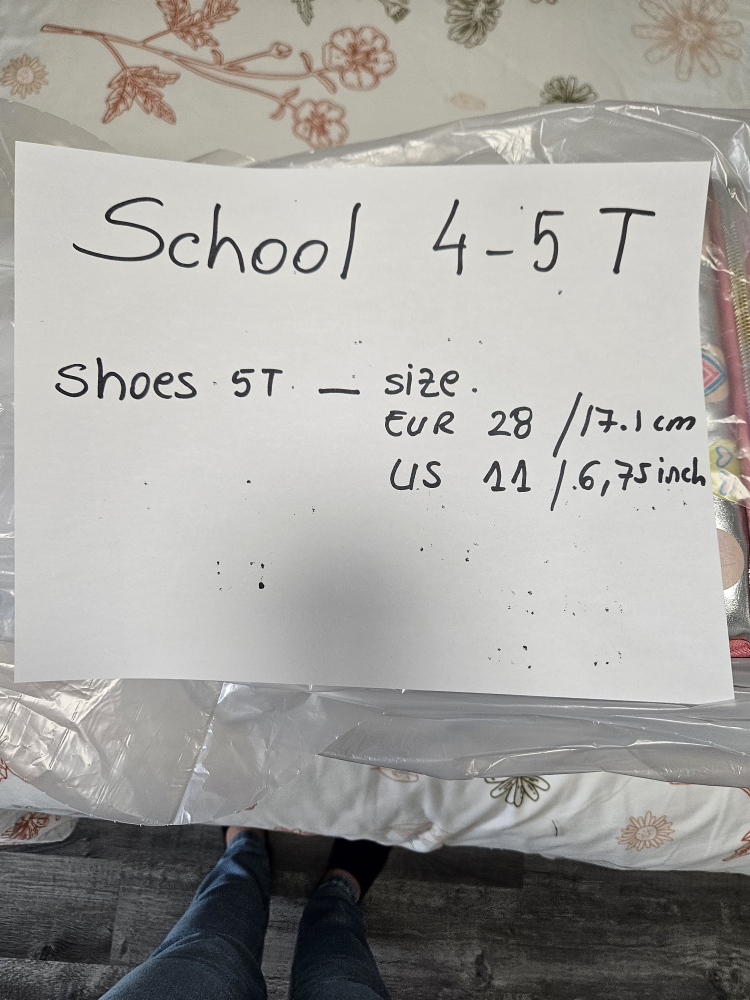 School 4-5 T
Shoes 5T — size.
EUR 28 / 17.1 cm
US 11 / 6,75 inch